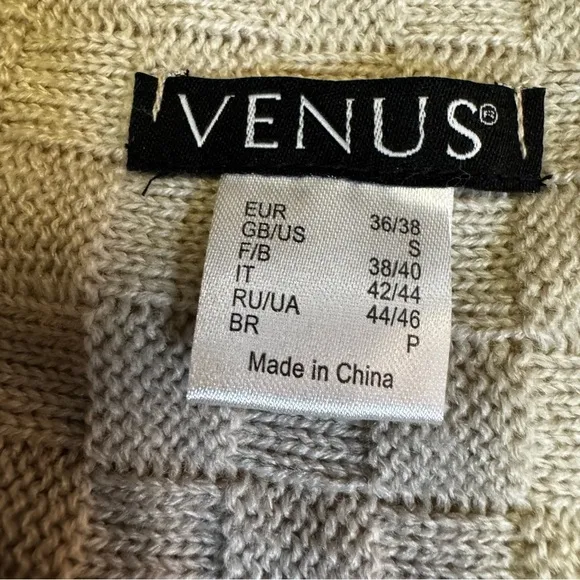 VENUS®
EUR 36/38
GB/US S
F/B 38/40
IT 42/44
RU/UA 44/46
BR P
Made in China